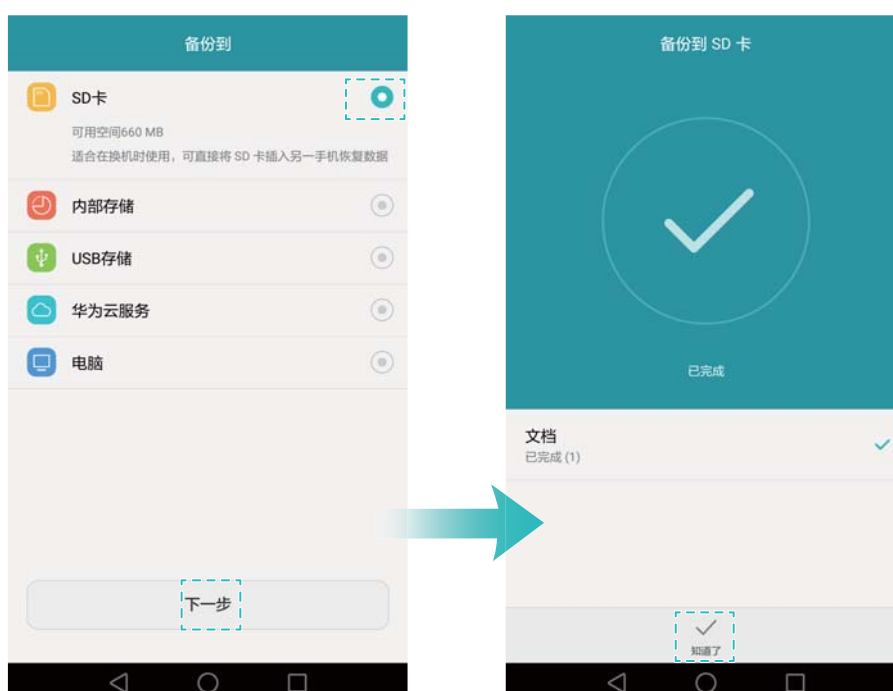 备份到
SD卡
可用空间660 MB
适合在换机时使用，可直接将 SD 卡插入另一手机恢复数据
内部存储
USB存储
华为云服务
电脑
下一步
备份到 SD 卡
已完成
文档
已完成 (1)
知道了